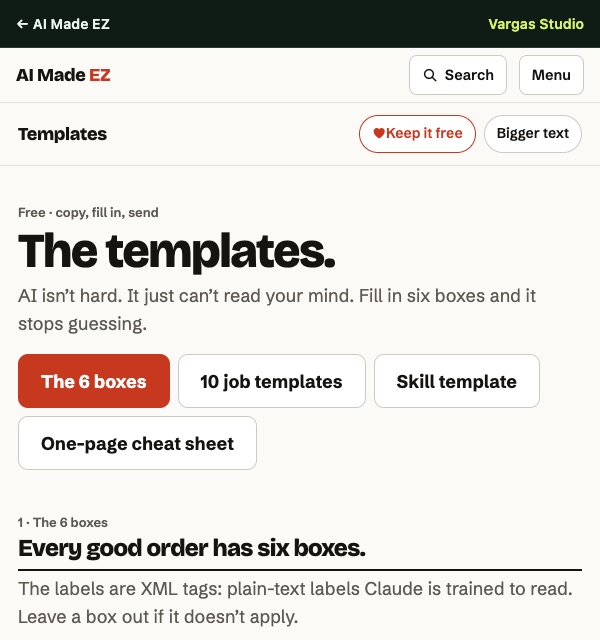 ← AI Made EZ
Vargas Studio
AI Made EZ
Search
Menu
Templates
Keep it free
Bigger text
Free · copy, fill in, send
The templates.
AI isn’t hard. It just can’t read your mind. Fill in six boxes and it
stops guessing.
The 6 boxes
10 job templates
Skill template
One-page cheat sheet
1 · The 6 boxes
Every good order has six boxes.
The labels are XML tags: plain-text labels Claude is trained to read.
Leave a box out if it doesn’t apply.